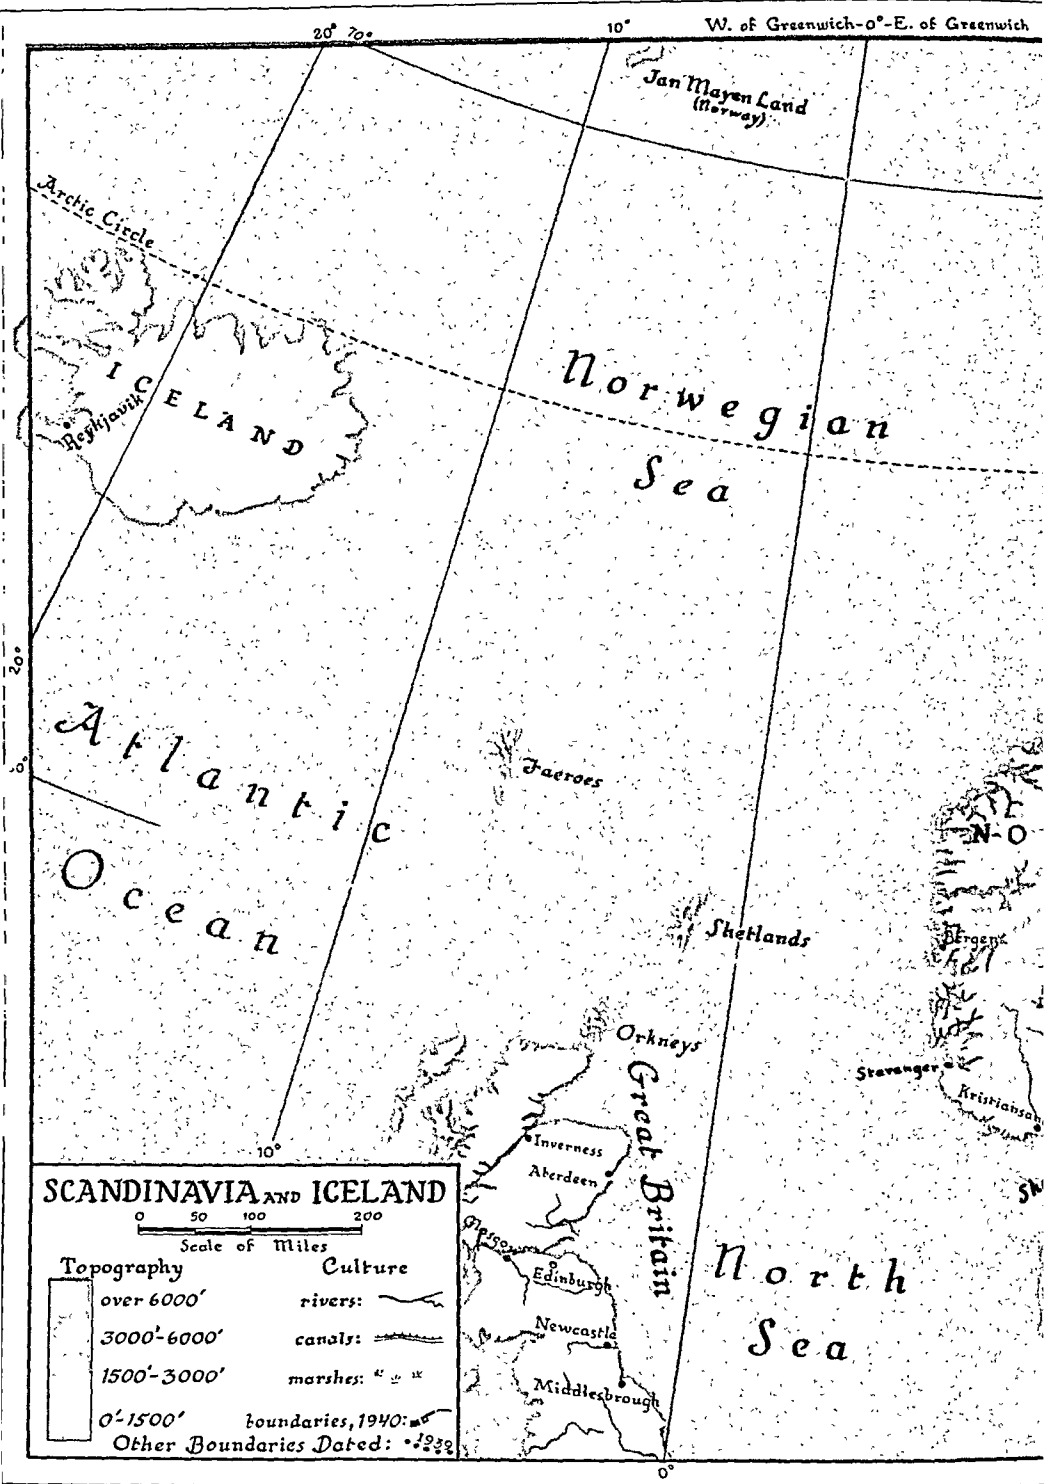 20° 70° 10° W. of Greenwich-0°-E. of Greenwich
Jan Mayen Land
(Norway)
Arctic Circle
ICELAND
Reykjavik
Norwegian
Sea
20°
Atlantic
Ocean
Faeroes
N-O
Shetlands
Bergen
Orkneys
Stavanger
Great Britain
10°
Inverness
Aberdeen
Edinburgh
Newcastle
Middlesbrough
North
Sea
SCANDINAVIA AND ICELAND
0 50 100 200
Scale of Miles
Topography Culture
over 6000' rivers:
3000'-6000' canals:
1500'-3000' marshes:
0'-1500' boundaries, 1940:
Other Boundaries Dated: 1939
0°